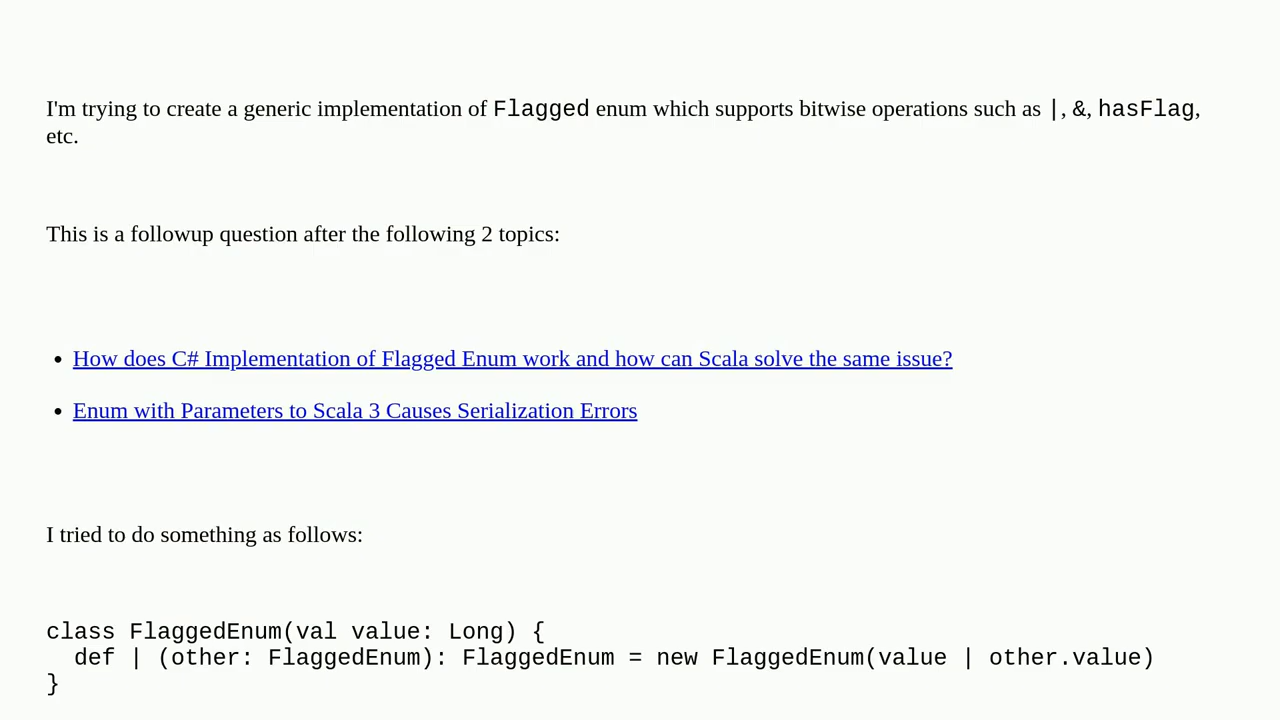 I'm trying to create a generic implementation of Flagged enum which supports bitwise operations such as |, &, hasFlag,
etc.
This is a followup question after the following 2 topics:
• How does C# Implementation of Flagged Enum work and how can Scala solve the same issue?
• Enum with Parameters to Scala 3 Causes Serialization Errors
I tried to do something as follows:
class FlaggedEnum(val value: Long) {
  def | (other: FlaggedEnum): FlaggedEnum = new FlaggedEnum(value | other.value)
}